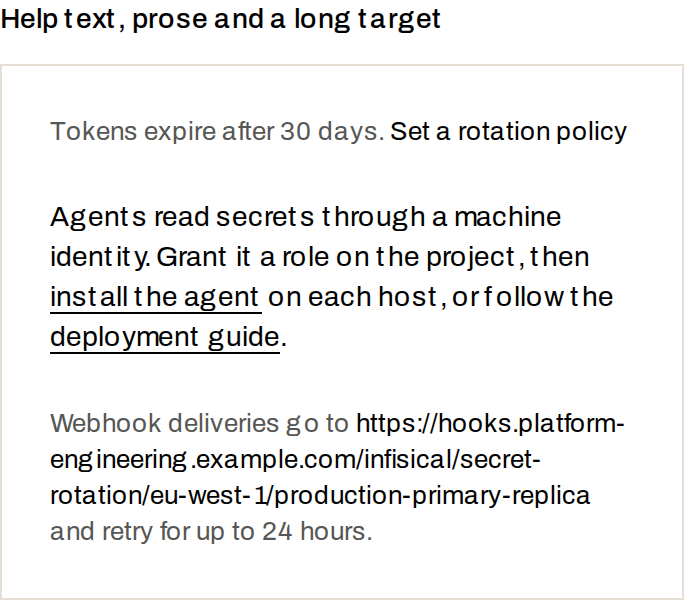 Help text, prose and a long target
Tokens expire after 30 days. Set a rotation policy
Agents read secrets through a machine
identity. Grant it a role on the project, then
install the agent on each host, or follow the
deployment guide.
Webhook deliveries go to https://hooks.platform-
engineering.example.com/infisical/secret-
rotation/eu-west-1/production-primary-replica
and retry for up to 24 hours.